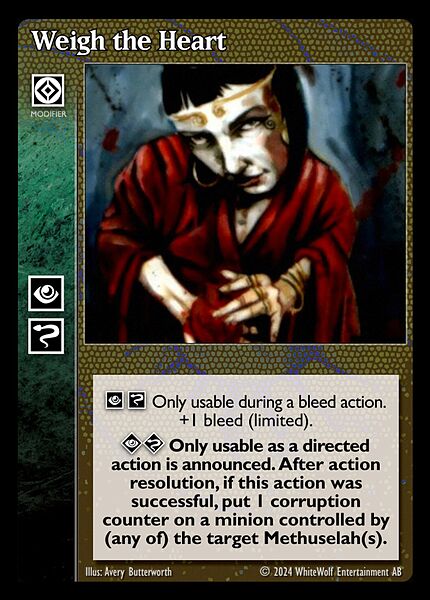 Weigh the Heart
MODIFIER
Only usable during a bleed action.
+1 bleed (limited).
Only usable as a directed
action is announced. After action
resolution, if this action was
successful, put 1 corruption
counter on a minion controlled by
(any of) the target Methuselah(s).
Illus: Avery Butterworth
© 2024 WhiteWolf Entertainment AB